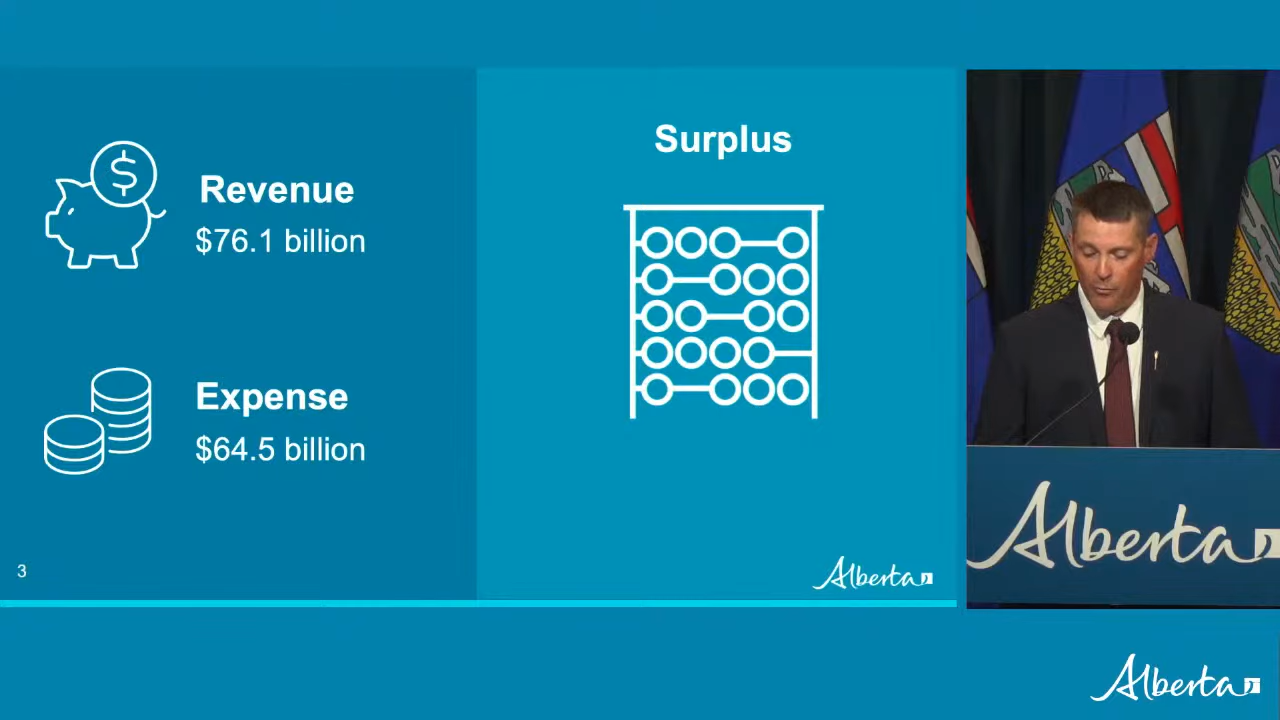 Revenue
$76.1 billion
Expense
$64.5 billion
3
Surplus
Alberta
Alberta
Alberta